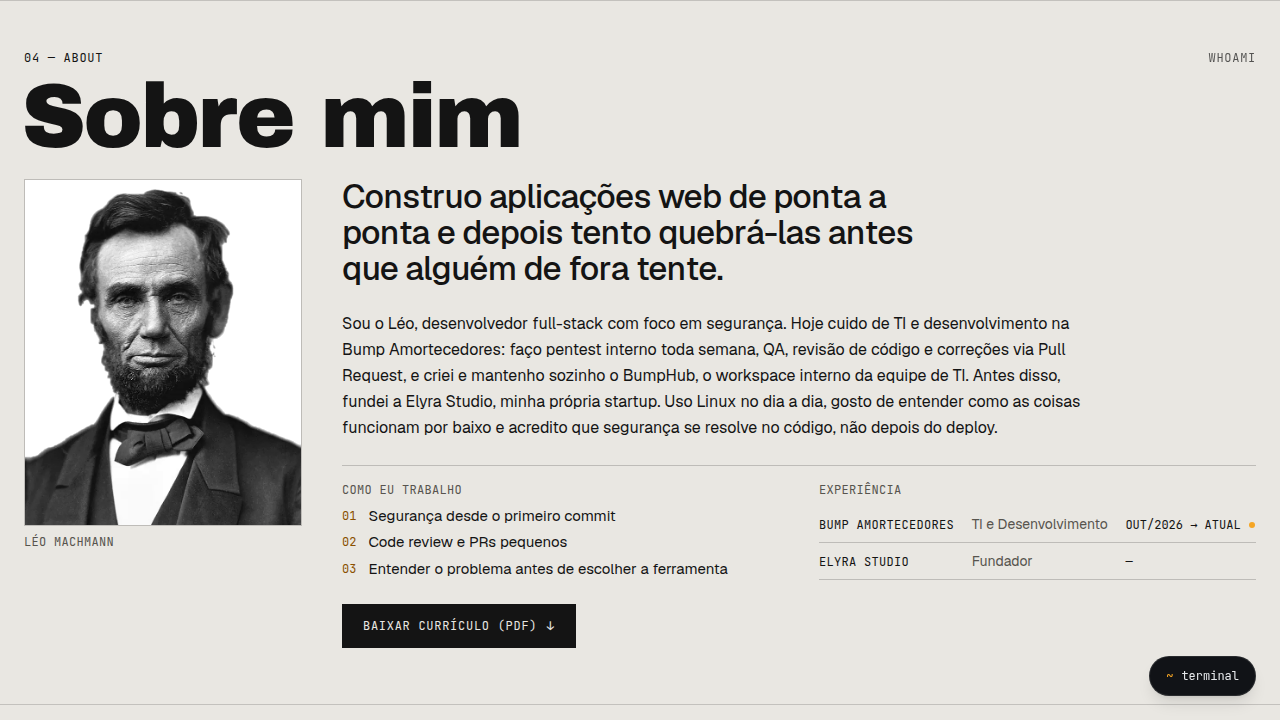 04 — ABOUT
WHOAMI
Sobre mim
Construo aplicações web de ponta a
ponta e depois tento quebrá-las antes
que alguém de fora tente.
Sou o Léo, desenvolvedor full-stack com foco em segurança. Hoje cuido de TI e desenvolvimento na
Bump Amortecedores: faço pentest interno toda semana, QA, revisão de código e correções via Pull
Request, e criei e mantenho sozinho o BumpHub, o workspace interno da equipe de TI. Antes disso,
fundei a Elyra Studio, minha própria startup. Uso Linux no dia a dia, gosto de entender como as coisas
funcionam por baixo e acredito que segurança se resolve no código, não depois do deploy.
LÉO MACHMANN
COMO EU TRABALHO
01 Segurança desde o primeiro commit
02 Code review e PRs pequenos
03 Entender o problema antes de escolher a ferramenta
EXPERIÊNCIA
BUMP AMORTECEDORES TI e Desenvolvimento OUT/2026 → ATUAL
ELYRA STUDIO Fundador —
BAIXAR CURRÍCULO (PDF) ↓
~ terminal